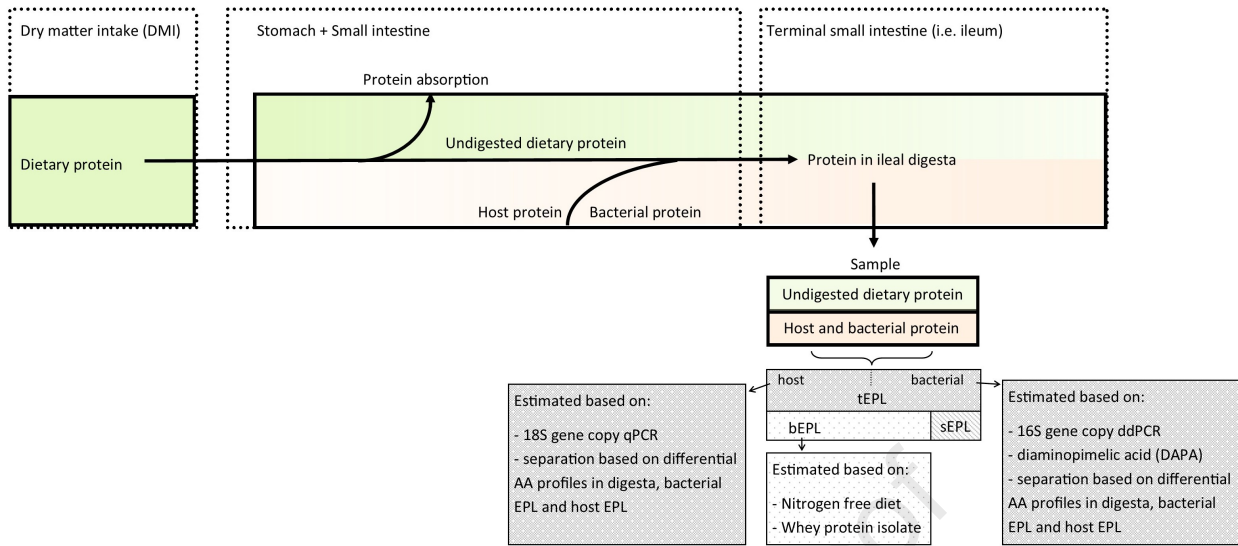 Dry matter intake (DMI)
Stomach + Small intestine
Terminal small intestine (i.e. ileum)
Protein absorption
Dietary protein
Undigested dietary protein
Protein in ileal digesta
Host protein
Bacterial protein
Sample
Undigested dietary protein
Host and bacterial protein
host
bacterial
tEPL
bEPL
sEPL
Estimated based on:
- 18S gene copy qPCR
- separation based on differential
AA profiles in digesta, bacterial
EPL and host EPL
Estimated based on:
- Nitrogen free diet
- Whey protein isolate
Estimated based on:
- 16S gene copy ddPCR
- diaminopimelic acid (DAPA)
- separation based on differential
AA profiles in digesta, bacterial
EPL and host EPL